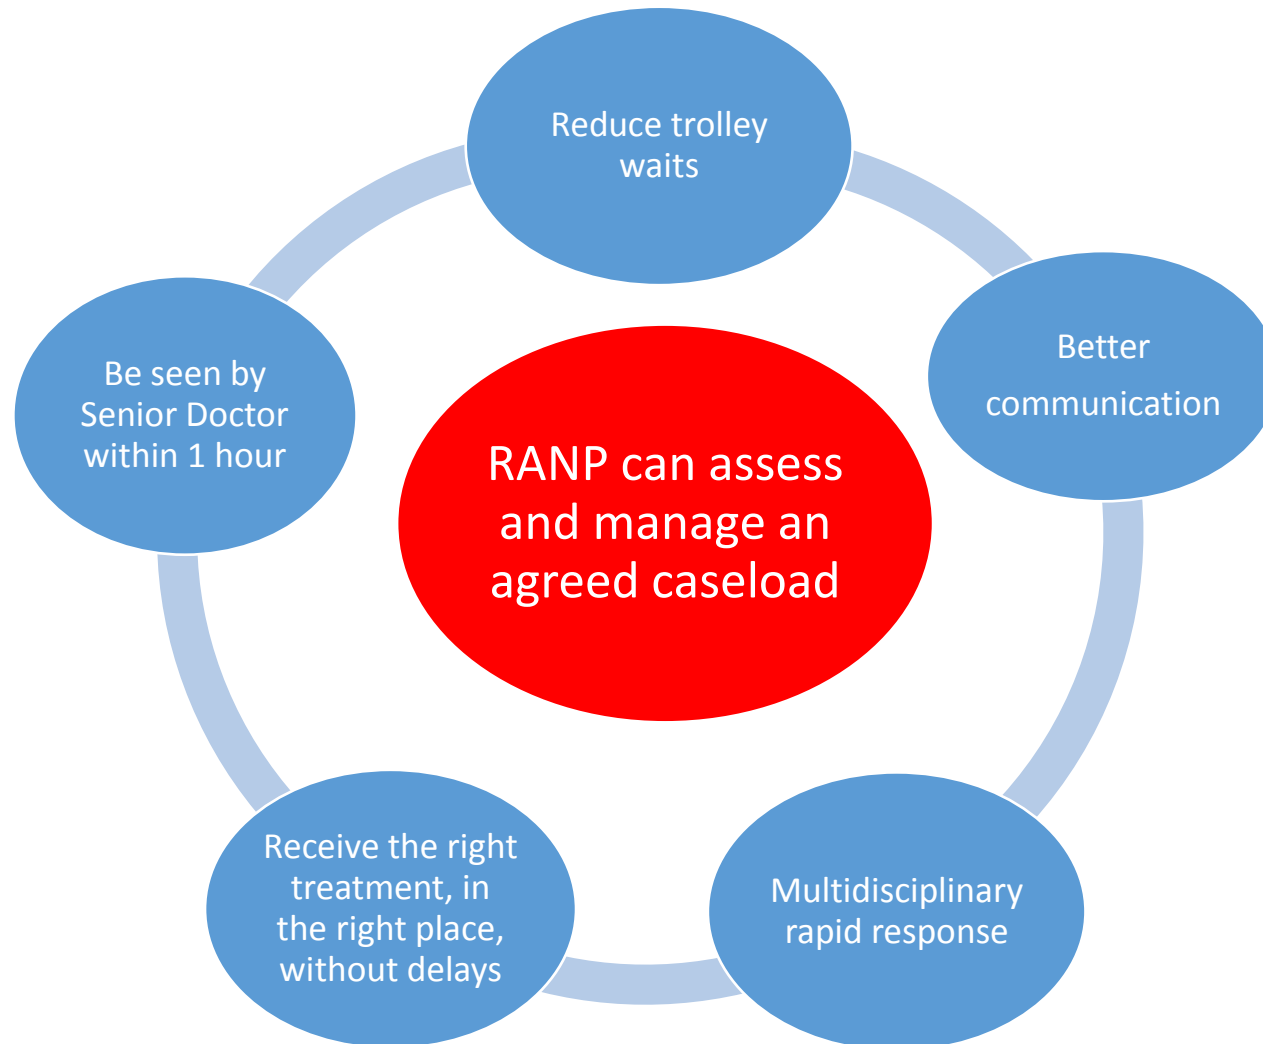 Reduce trolley
waits
Better
communication
Be seen by
Senior Doctor
within 1 hour
RANP can assess
and manage an
agreed caseload
Receive the right
treatment, in
the right place,
without delays
Multidisciplinary
rapid response